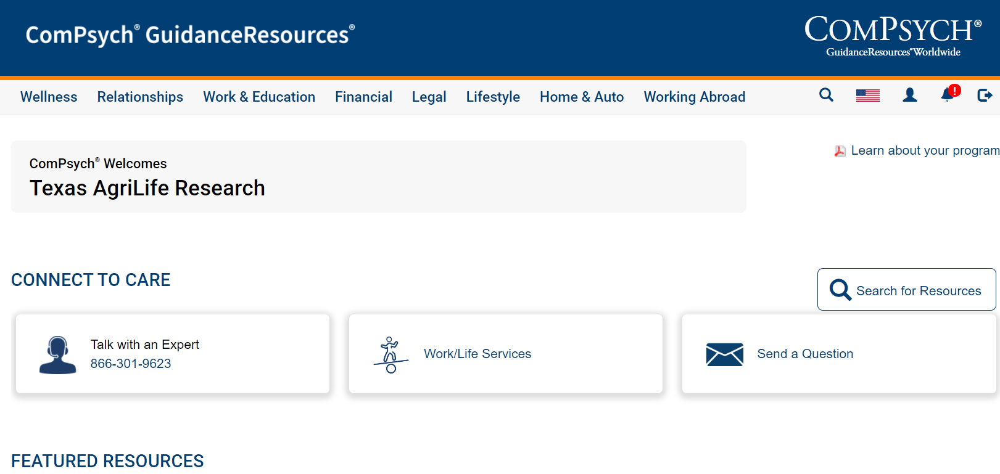 ComPsych® GuidanceResources®
COMPSYCH®
GuidanceResources® Worldwide
Wellness Relationships Work & Education Financial Legal Lifestyle Home & Auto Working Abroad
!
Learn about your program
ComPsych® Welcomes
Texas AgriLife Research
CONNECT TO CARE
Search for Resources
Talk with an Expert
866-301-9623
Work/Life Services
Send a Question
FEATURED RESOURCES